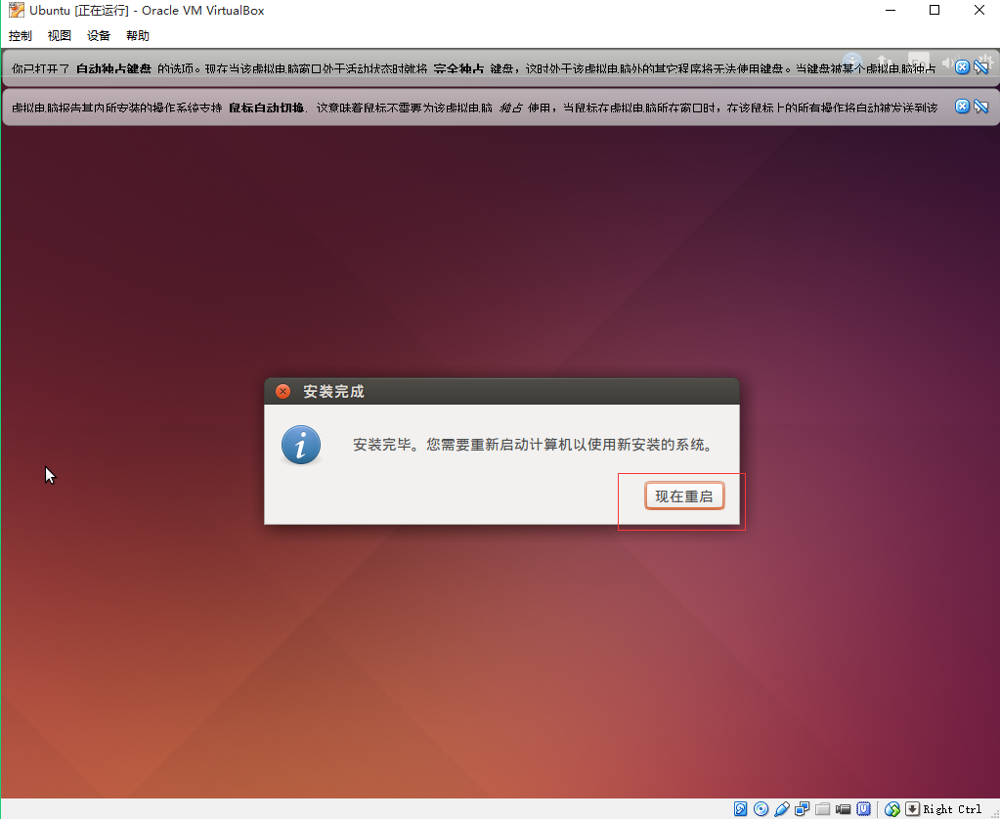 Ubuntu [正在运行] - Oracle VM VirtualBox
控制 视图 设备 帮助
你已打开了 自动独占键盘 的选项。现在当该虚拟电脑窗口处于活动状态时就将 完全独占 键盘，这时处于该虚拟电脑外的其它程序将无法使用键盘。当键盘被某个虚拟电脑独占
虚拟电脑报告其内所安装的操作系统支持 鼠标自动切换. 这意味着鼠标不需要为该虚拟电脑 独占 使用，当鼠标在虚拟电脑所在窗口时，在该鼠标上的所有操作将自动被发送到该
安装完成
安装完毕。您需要重新启动计算机以使用新安装的系统。
现在重启
Right Ctrl